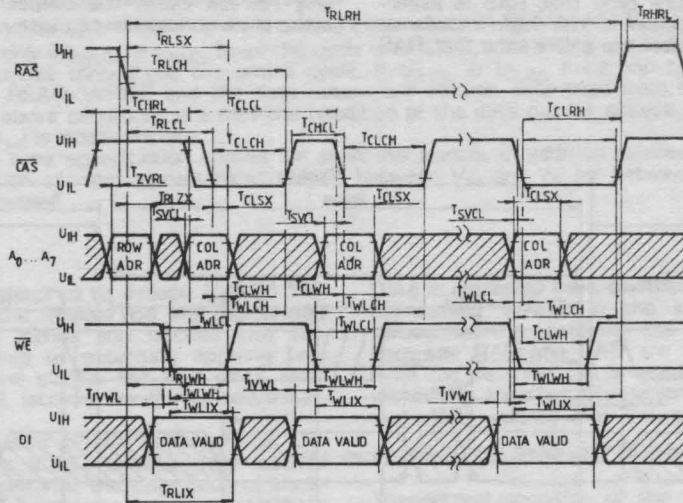 TRLRH TRHRL
UIH TRLSX
RAS TRLCH
UIL TCHRL TCLCL
UIH TRLCL TCHCL TCLRH
CAS TCLCH TCLCH
UIL TZVRL
TRLZX TCLSX TCLSX TCLSX
TSVCL TSVCL TSVCL
UIH
A0...A7 ROW ADR COL ADR COL ADR COL ADR
UIL
TCLWH TCLWH TWLCL
TWLCH TWLCH TWLCH
UIH TWCL TWLCL TCLWH
WE
UIL
TRLWH TWLWH TWLWH
TIVWL TWLWH TIVWL TIVWL
UIH TWLIX TWLIX TWLIX
DI DATA VALID DATA VALID DATA VALID
UIL
TRLIX